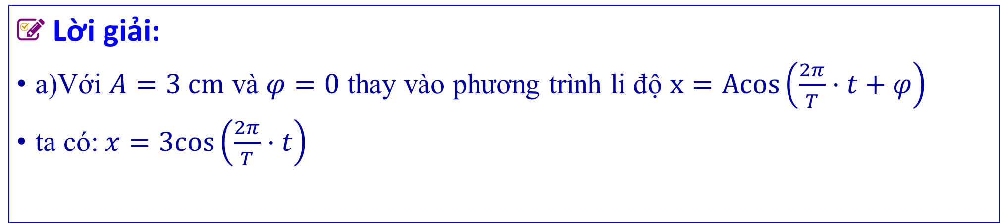 Lời giải:
• a)Với A = 3 cm và φ = 0 thay vào phương trình li độ x = Acos(2π/T · t + φ)
• ta có: x = 3cos(2π/T · t)